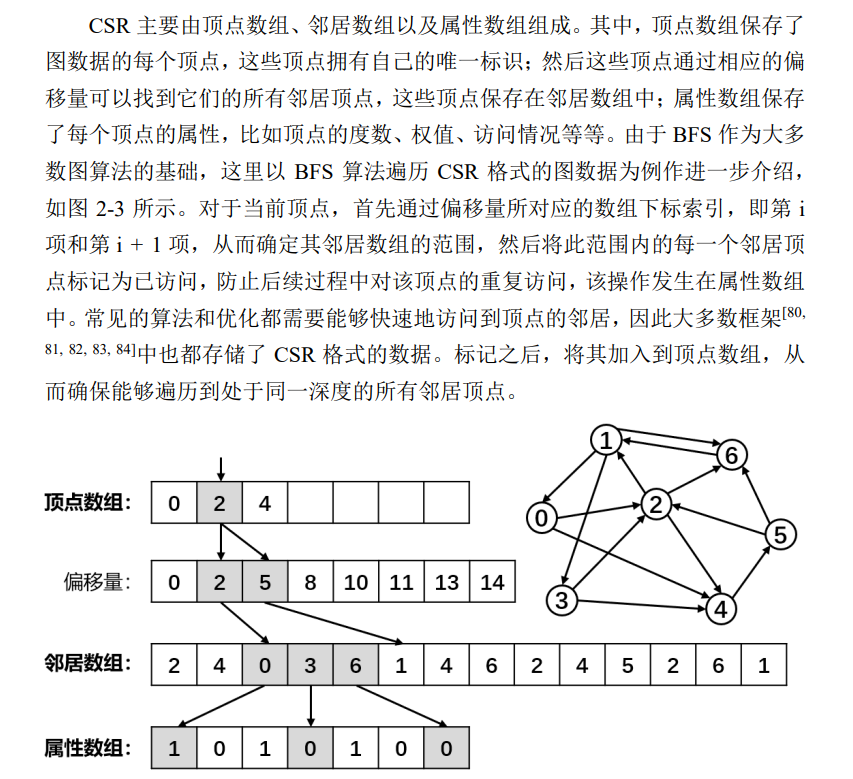 CSR 主要由顶点数组、邻居数组以及属性数组组成。其中，顶点数组保存了
图数据的每个顶点，这些顶点拥有自己的唯一标识；然后这些顶点通过相应的偏
移量可以找到它们的所有邻居顶点，这些顶点保存在邻居数组中；属性数组保存
了每个顶点的属性，比如顶点的度数、权值、访问情况等等。由于 BFS 作为大多
数图算法的基础，这里以 BFS 算法遍历 CSR 格式的图数据为例作进一步介绍，
如图 2-3 所示。对于当前顶点，首先通过偏移量所对应的数组下标索引，即第 i
项和第 i + 1 项，从而确定其邻居数组的范围，然后将此范围内的每一个邻居顶
点标记为已访问，防止后续过程中对该顶点的重复访问，该操作发生在属性数组
中。常见的算法和优化都需要能够快速地访问到顶点的邻居，因此大多数框架[80,
81, 82, 83, 84]中也都存储了 CSR 格式的数据。标记之后，将其加入到顶点数组，从
而确保能够遍历到处于同一深度的所有邻居顶点。
顶点数组： 0 2 4
偏移量： 0 2 5 8 10 11 13 14
邻居数组： 2 4 0 3 6 1 4 6 2 4 5 2 6 1
属性数组： 1 0 1 0 1 0 0
1
6
2
0
5
3
4